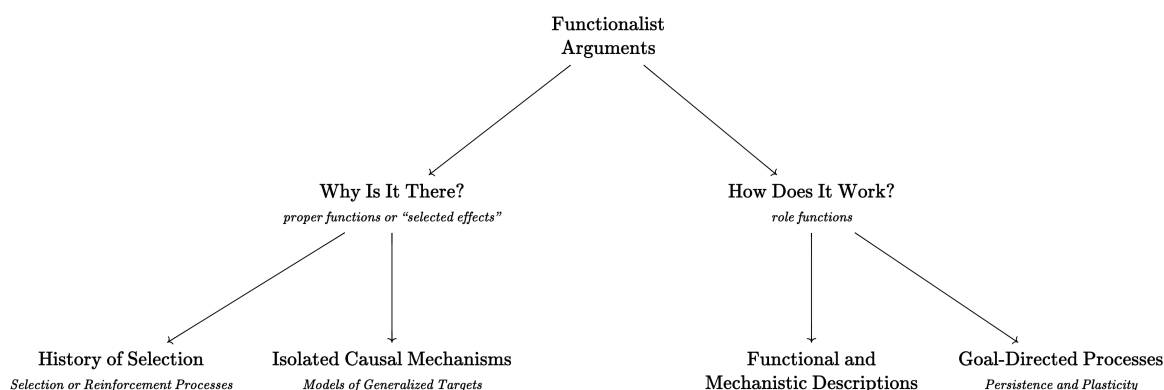 Functionalist
Arguments
Why Is It There?
proper functions or “selected effects”
How Does It Work?
role functions
History of Selection
Selection or Reinforcement Processes
Isolated Causal Mechanisms
Models of Generalized Targets
Functional and
Mechanistic Descriptions
Goal-Directed Processes
Persistence and Plasticity